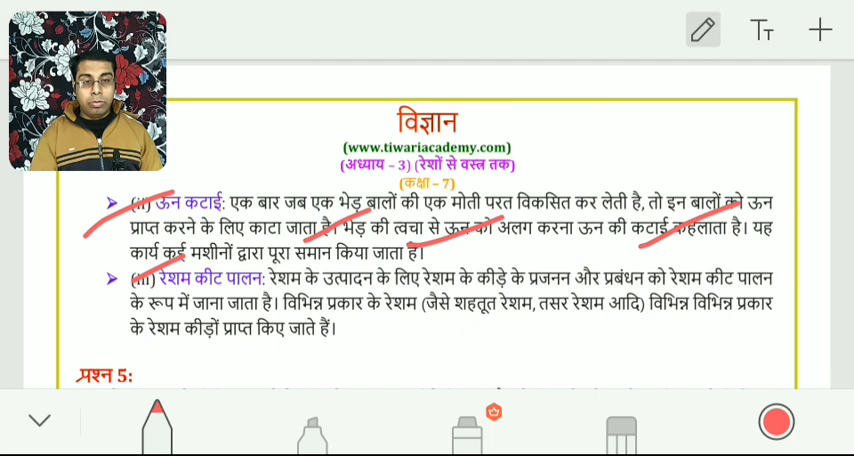 विज्ञान
(www.tiwariacademy.com)
(अध्याय – 3) (रेशों से वस्त्र तक)
(कक्षा – 7)
➢ (ii) ऊन कटाई: एक बार जब एक भेड़ बालों की एक मोती परत विकसित कर लेती है, तो इन बालों को ऊन
प्राप्त करने के लिए काटा जाता है। भेड़ की त्वचा से ऊन को अलग करना ऊन की कटाई कहलाता है। यह
कार्य कई मशीनों द्वारा पूरा समान किया जाता है।
➢ (iii) रेशम कीट पालन: रेशम के उत्पादन के लिए रेशम के कीड़े के प्रजनन और प्रबंधन को रेशम कीट पालन
के रूप में जाना जाता है। विभिन्न प्रकार के रेशम (जैसे शहतूत रेशम, तसर रेशम आदि) विभिन्न विभिन्न प्रकार
के रेशम कीड़ों प्राप्त किए जाते हैं।
प्रश्न 5: